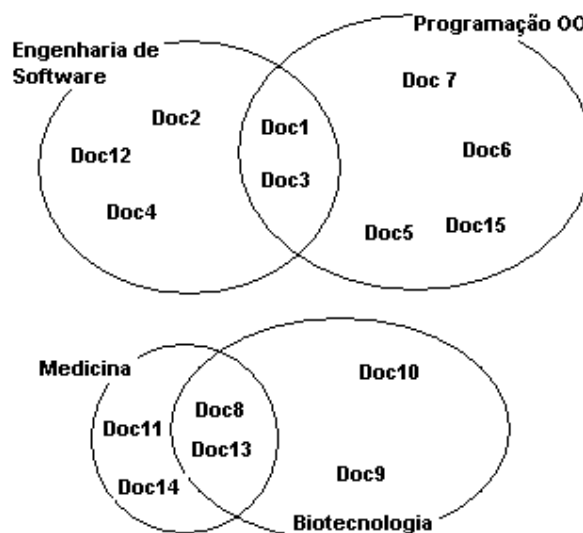 Programação OO
Engenharia de
Software
Doc 7
Doc2
Doc1
Doc12
Doc6
Doc3
Doc4
Doc5
Doc15
Medicina
Doc10
Doc8
Doc11
Doc13
Doc9
Doc14
Biotecnologia